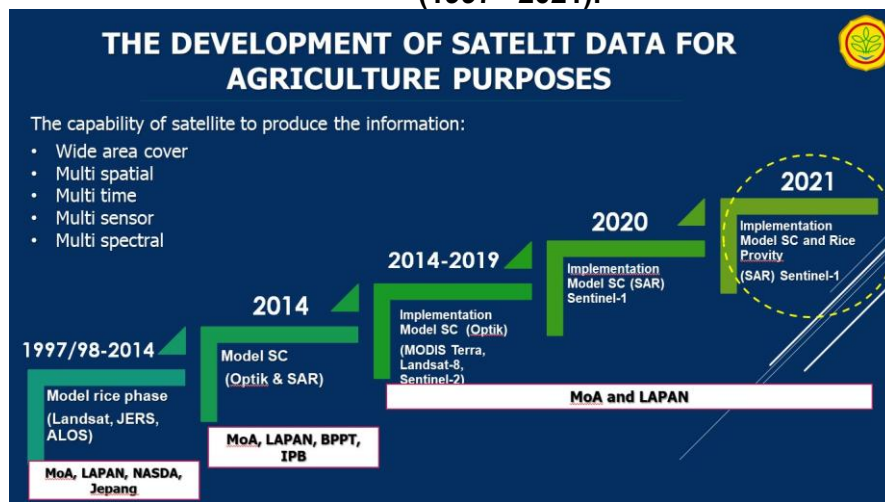 THE DEVELOPMENT OF SATELIT DATA FOR
AGRICULTURE PURPOSES
The capability of satellite to produce the information:
• Wide area cover
• Multi spatial
• Multi time
• Multi sensor
• Multi spectral
1997/98-2014
Model rice phase
(Landsat, JERS,
ALOS)
MoA, LAPAN, NASDA,
Jepang
2014
Model SC
(Optik & SAR)
MoA, LAPAN, BPPT,
IPB
2014-2019
Implementation
Model SC (Optik)
(MODIS Terra,
Landsat-8,
Sentinel-2)
2020
Implementation
Model SC (SAR)
Sentinel-1
2021
Implementation
Model SC and Rice
Provity
(SAR) Sentinel-1
MoA and LAPAN